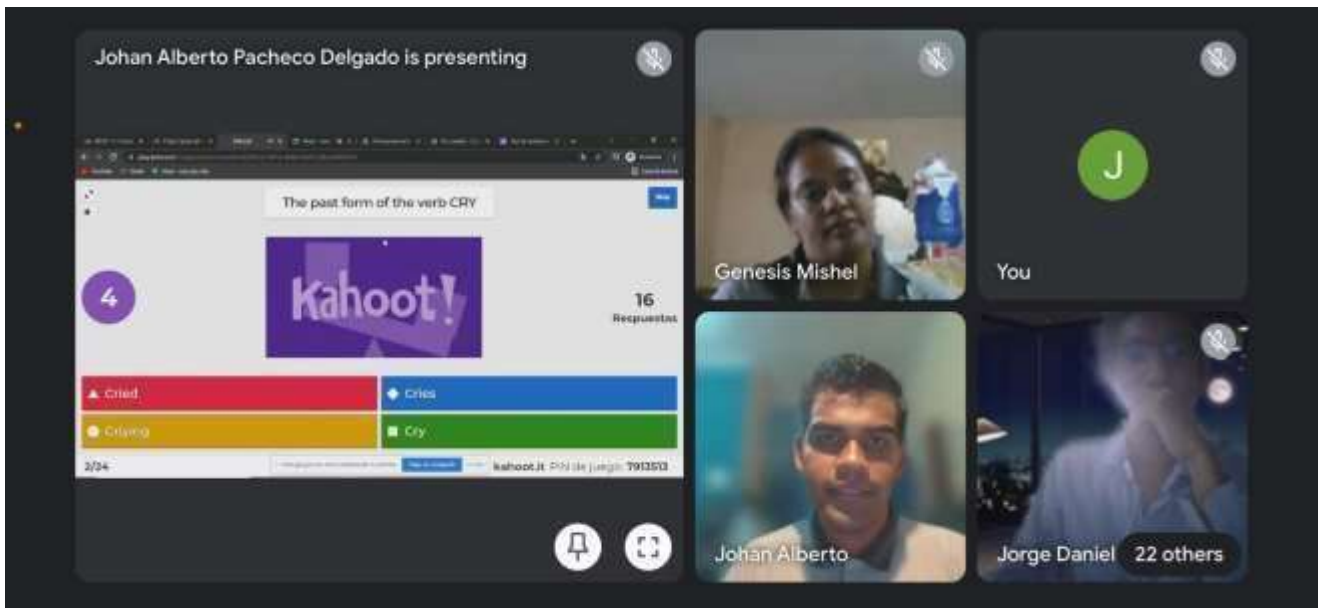 Johan Alberto Pacheco Delgado is presenting
The past form of the verb CRY
4
Kahoot!
16
Respuestas
Cried
Cries
Criying
Cry
2/24
kahoot.it PIN de juego: 7913513
Genesis Mishel
J
You
Johan Alberto
Jorge Daniel
22 others